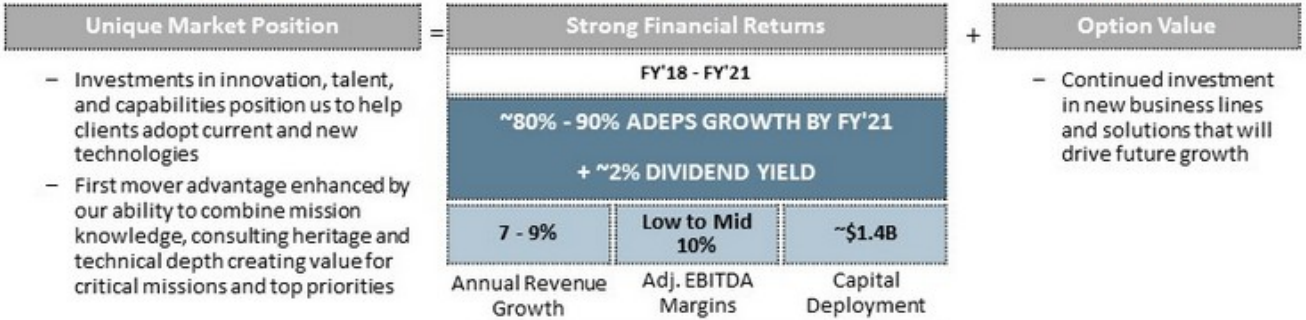 Unique Market Position
– Investments in innovation, talent,
and capabilities position us to help
clients adopt current and new
technologies
– First mover advantage enhanced by
our ability to combine mission
knowledge, consulting heritage and
technical depth creating value for
critical missions and top priorities
=
Strong Financial Returns
FY'18 - FY'21
~80% - 90% ADEPS GROWTH BY FY'21
+ ~2% DIVIDEND YIELD
7 - 9%
Annual Revenue
Growth
Low to Mid
10%
Adj. EBITDA
Margins
~$1.4B
Capital
Deployment
+
Option Value
– Continued investment
in new business lines
and solutions that will
drive future growth